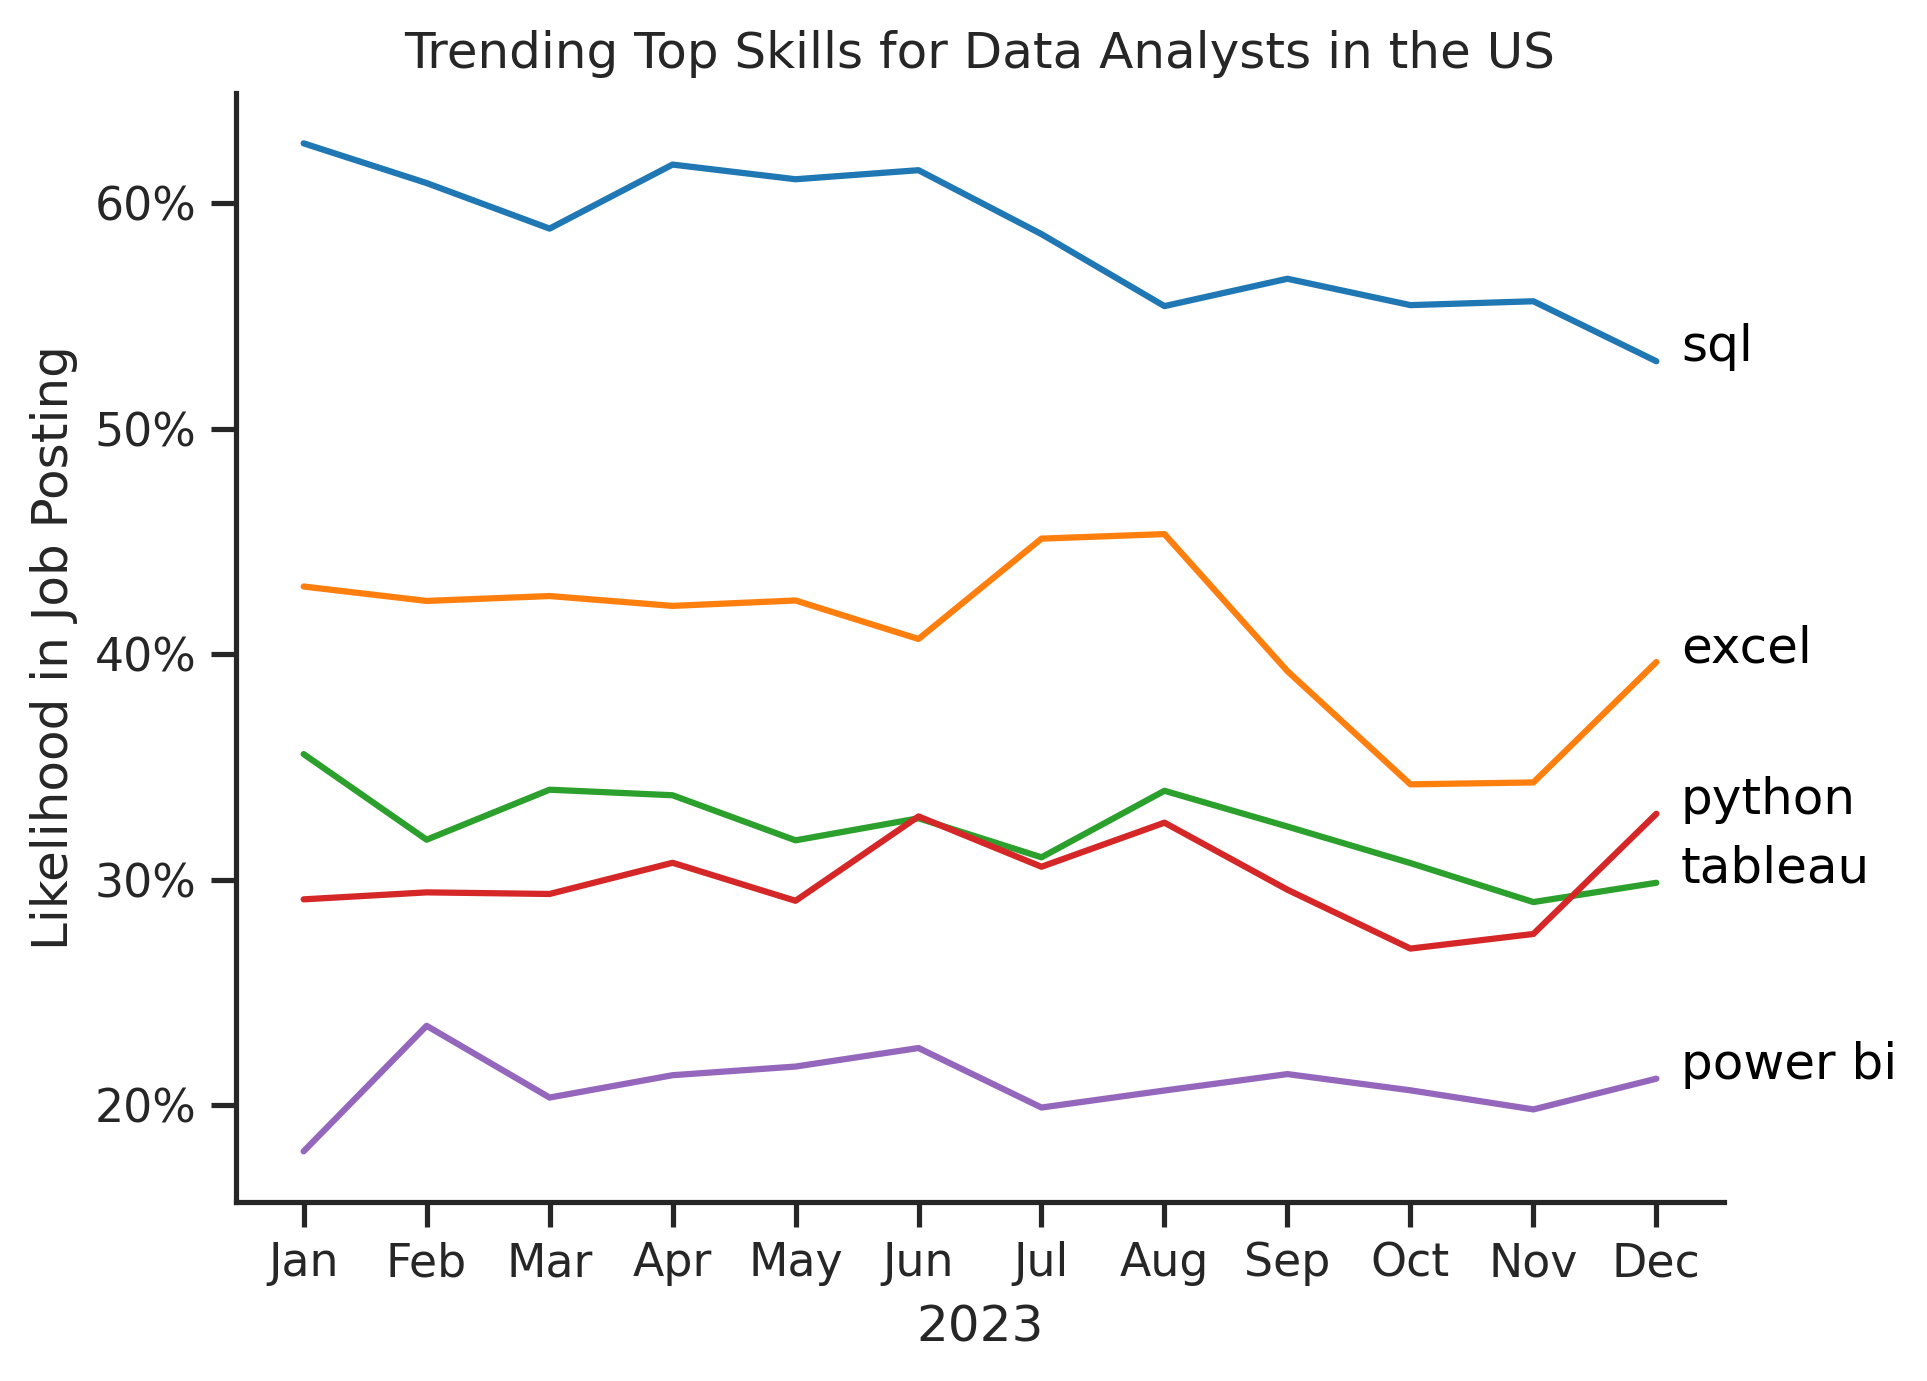 Trending Top Skills for Data Analysts in the US
Likelihood in Job Posting
60%
50%
40%
30%
20%
sql
excel
python
tableau
power bi
Jan Feb Mar Apr May Jun Jul Aug Sep Oct Nov Dec
2023